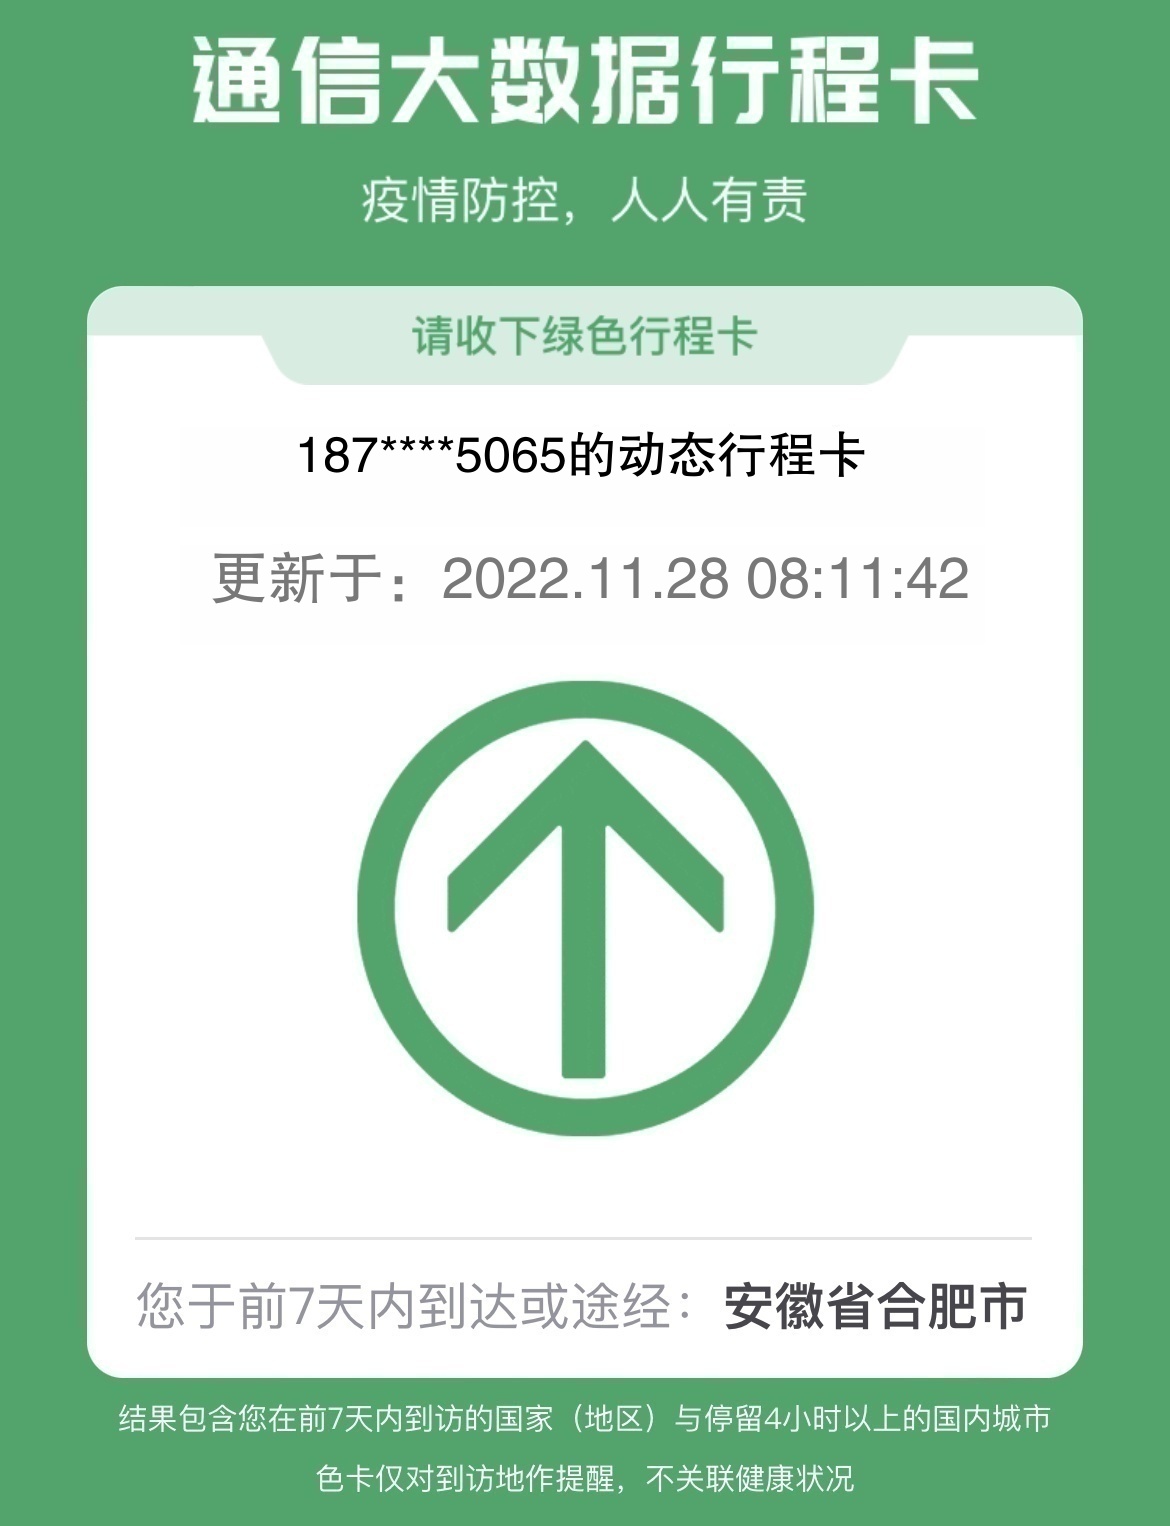 通信大数据行程卡
疫情防控，人人有责
请收下绿色行程卡
187****5065的动态行程卡
更新于：2022.11.28 08:11:42
您于前7天内到达或途经：安徽省合肥市
结果包含您在前7天内到访的国家（地区）与停留4小时以上的国内城市
色卡仅对到访地作提醒，不关联健康状况